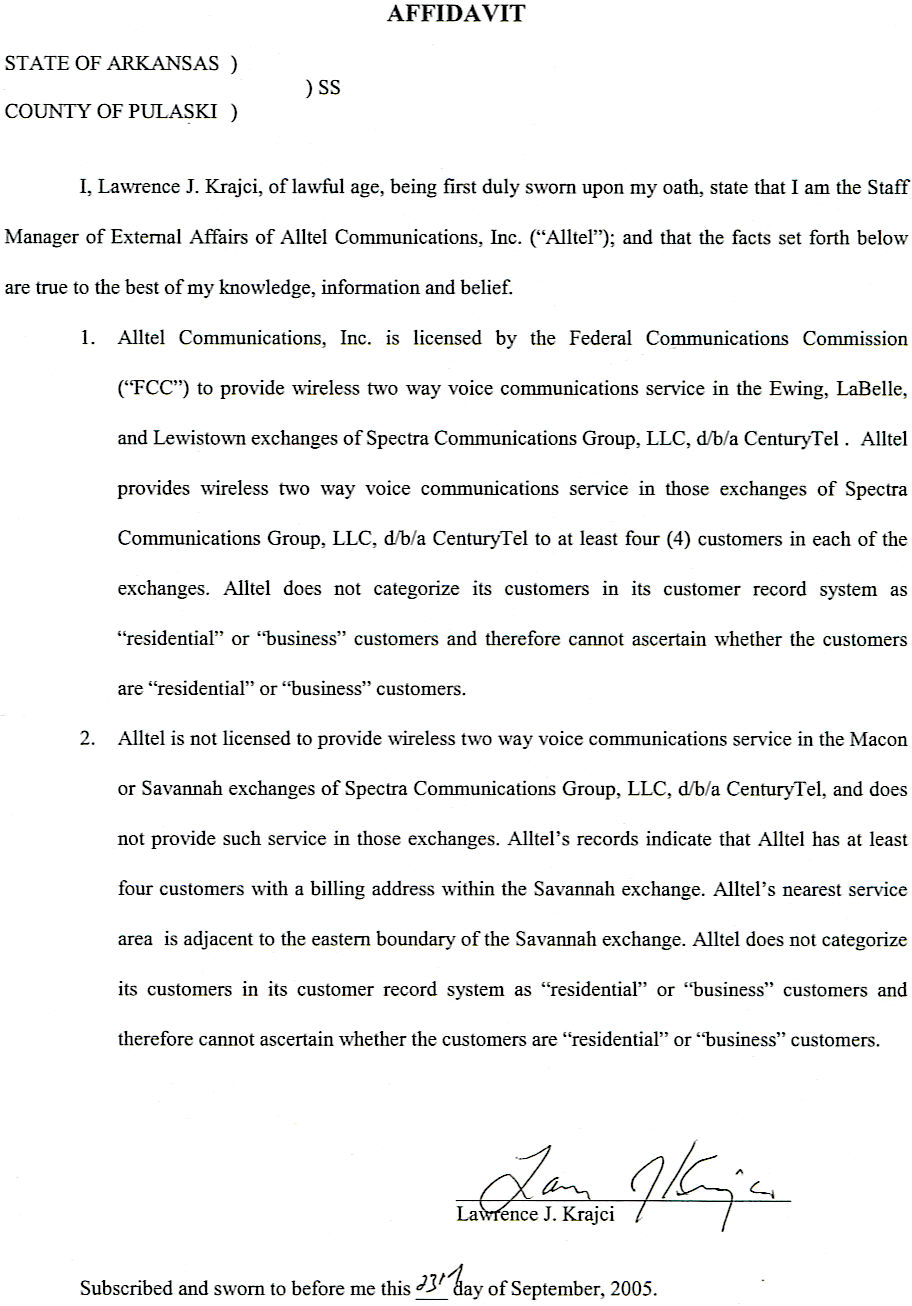 AFFIDAVIT
STATE OF ARKANSAS )
) SS
COUNTY OF PULASKI )
I, Lawrence J. Krajci, of lawful age, being first duly sworn upon my oath, state that I am the Staff
Manager of External Affairs of Alltel Communications, Inc. (“Alltel”); and that the facts set forth below
are true to the best of my knowledge, information and belief.
1. Alltel Communications, Inc. is licensed by the Federal Communications Commission
(“FCC”) to provide wireless two way voice communications service in the Ewing, LaBelle,
and Lewistown exchanges of Spectra Communications Group, LLC, d/b/a CenturyTel . Alltel
provides wireless two way voice communications service in those exchanges of Spectra
Communications Group, LLC, d/b/a CenturyTel to at least four (4) customers in each of the
exchanges. Alltel does not categorize its customers in its customer record system as
“residential” or “business” customers and therefore cannot ascertain whether the customers
are “residential” or “business” customers.
2. Alltel is not licensed to provide wireless two way voice communications service in the Macon
or Savannah exchanges of Spectra Communications Group, LLC, d/b/a CenturyTel, and does
not provide such service in those exchanges. Alltel’s records indicate that Alltel has at least
four customers with a billing address within the Savannah exchange. Alltel’s nearest service
area is adjacent to the eastern boundary of the Savannah exchange. Alltel does not categorize
its customers in its customer record system as “residential” or “business” customers and
therefore cannot ascertain whether the customers are “residential” or “business” customers.
Larry J Krajci
Lawrence J. Krajci
Subscribed and sworn to before me this 23rd day of September, 2005.